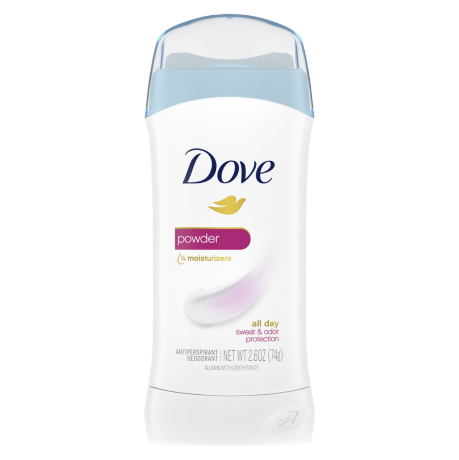 Dove
powder
¼ moisturizers
all day
sweat & odor
protection
ANTIPERSPIRANT
DEODORANT
NET WT 2.6OZ (74g)
ALUMINUM CHLOROHYDRATE